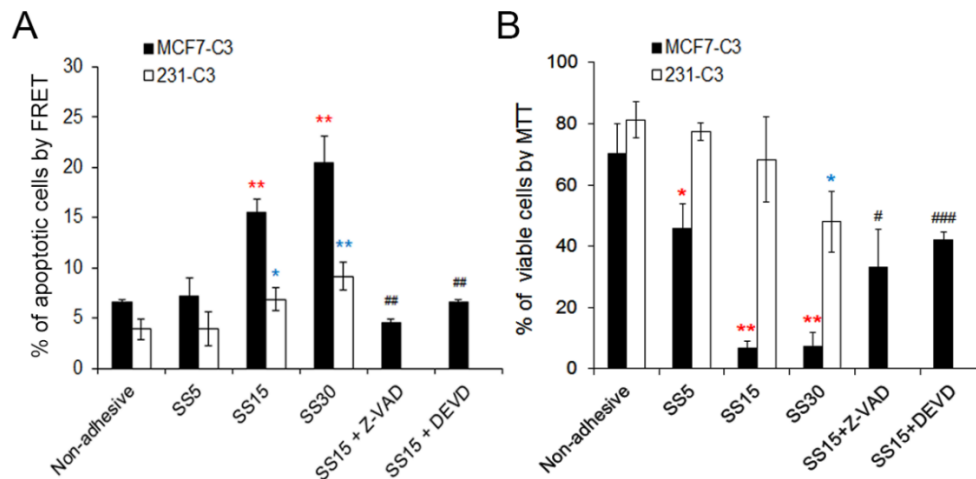 A
MCF7-C3
231-C3
% of apoptotic cells by FRET
30
25
20
15
10
5
0
**
**
*
**
##
##
Non-adhesive
SS5
SS15
SS30
SS15 + Z-VAD
SS15 + DEVD
B
MCF7-C3
231-C3
% of viable cells by MTT
100
80
60
40
20
0
*
**
**
*
#
###
Non-adhesive
SS5
SS15
SS30
SS15+Z-VAD
SS15+DEVD